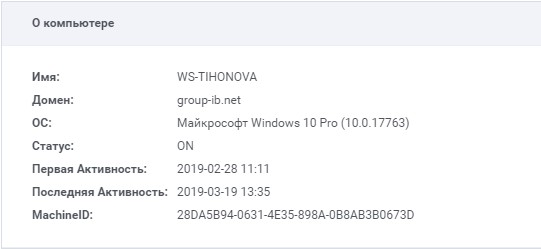 О компьютере
Имя: WS-TIHONOVA
Домен: group-ib.net
ОС: Майкрософт Windows 10 Pro (10.0.17763)
Статус: ON
Первая Активность: 2019-02-28 11:11
Последняя Активность: 2019-03-19 13:35
MachineID: 28DA5B94-0631-4E35-898A-0B8AB3B0673D